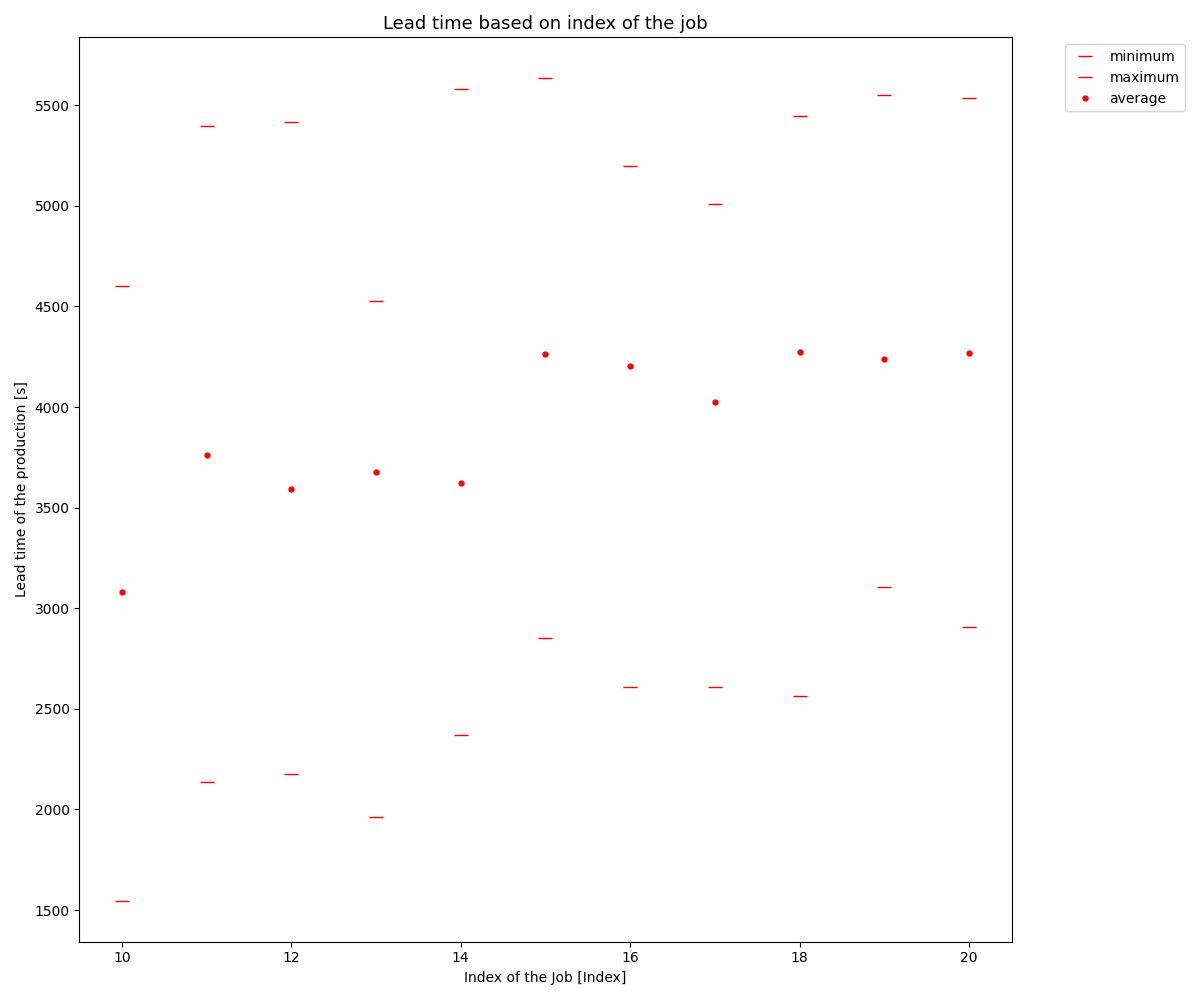 Lead time based on index of the job
minimum
maximum
average
5500
5000
4500
4000
3500
3000
2500
2000
1500
Lead time of the production [s]
10 12 14 16 18 20
Index of the Job [Index]